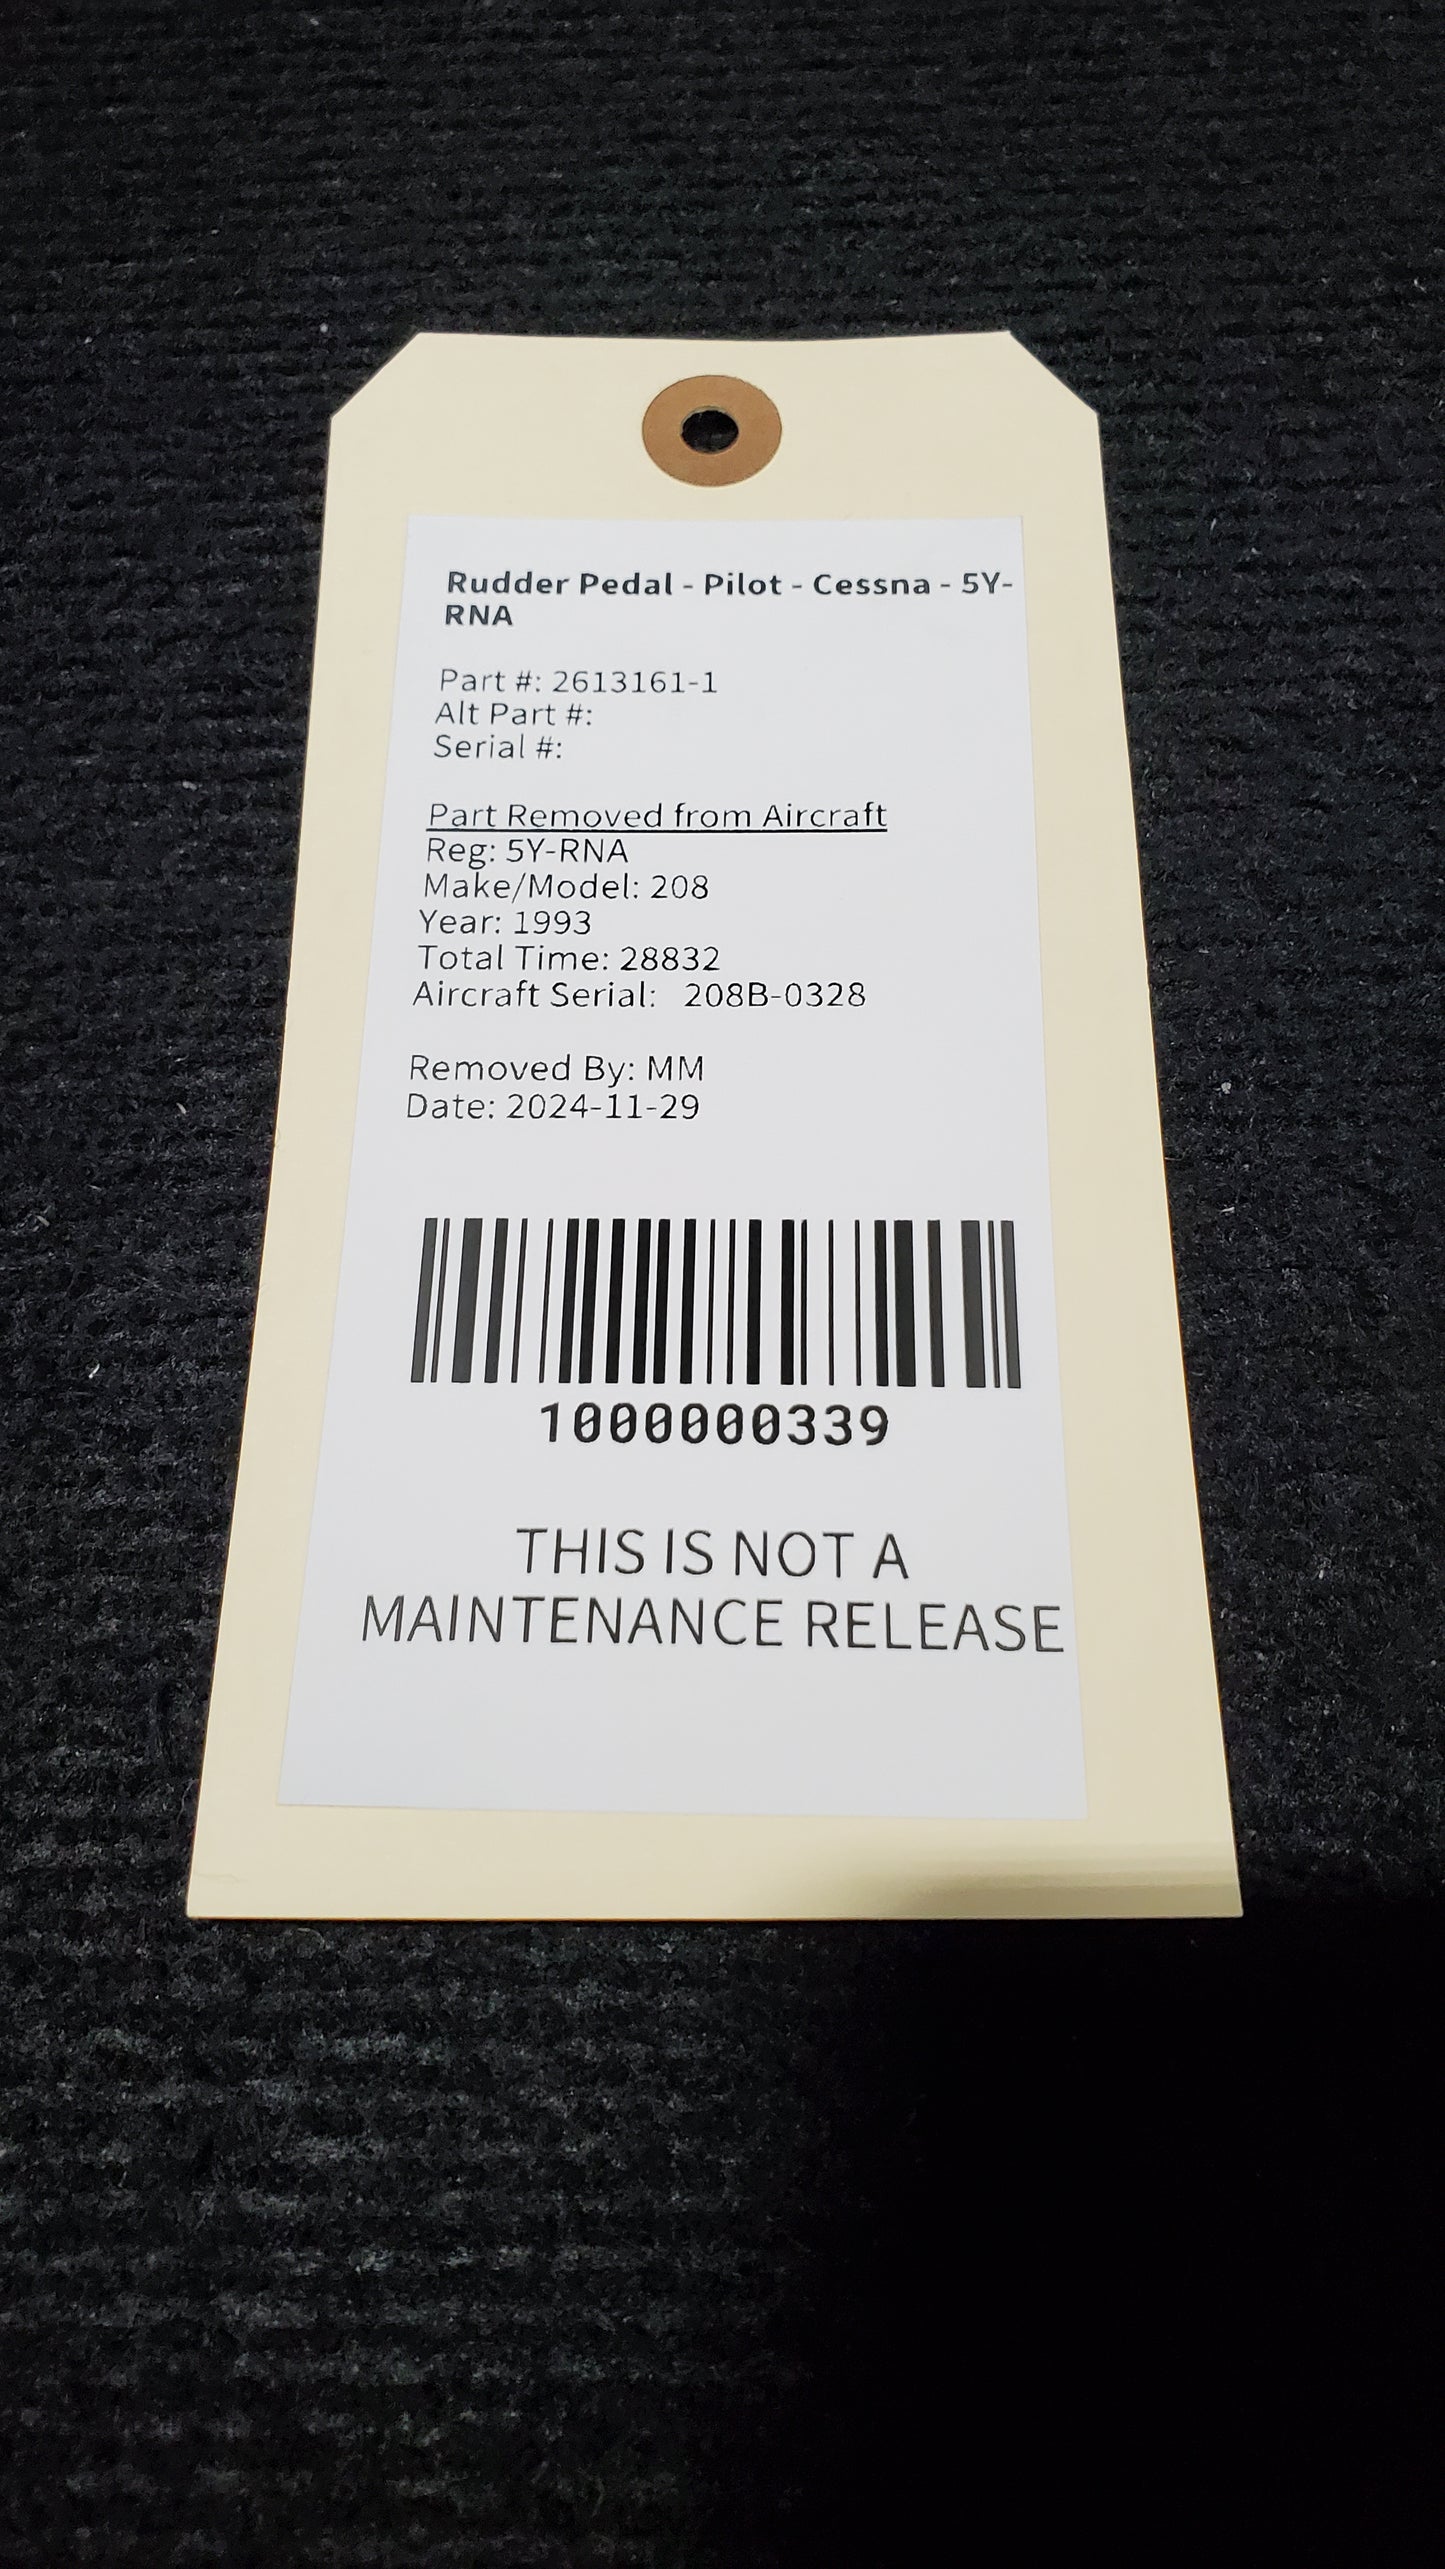 Rudder Pedal - Pilot - Cessna - 5Y-
RNA
Part #: 2613161-1
Alt Part #:
Serial #:
Part Removed from Aircraft
Reg: 5Y-RNA
Make/Model: 208
Year: 1993
Total Time: 28832
Aircraft Serial: 208B-0328
Removed By: MM
Date: 2024-11-29
1000000339
THIS IS NOT A
MAINTENANCE RELEASE